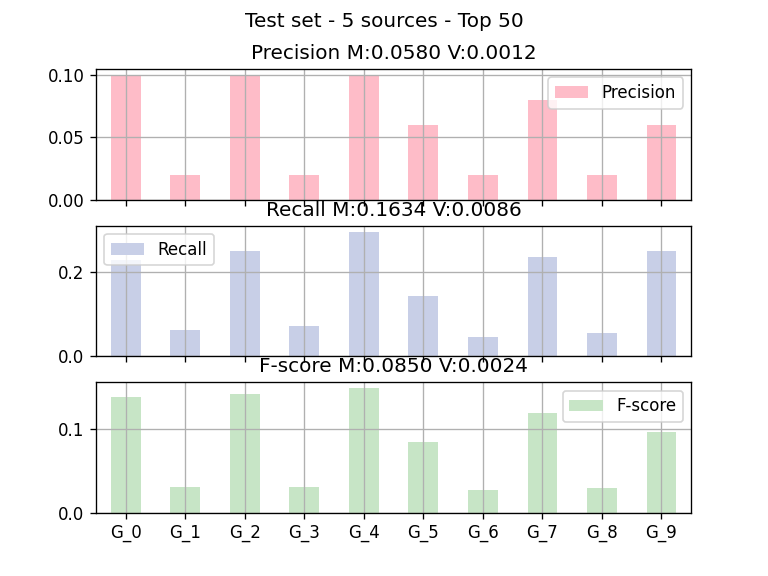 Test set - 5 sources - Top 50
Precision M:0.0580 V:0.0012
0.10
0.05
0.00
Precision
Recall M:0.1634 V:0.0086
0.2
0.0
Recall
F-score M:0.0850 V:0.0024
0.1
0.0
F-score
G_0 G_1 G_2 G_3 G_4 G_5 G_6 G_7 G_8 G_9